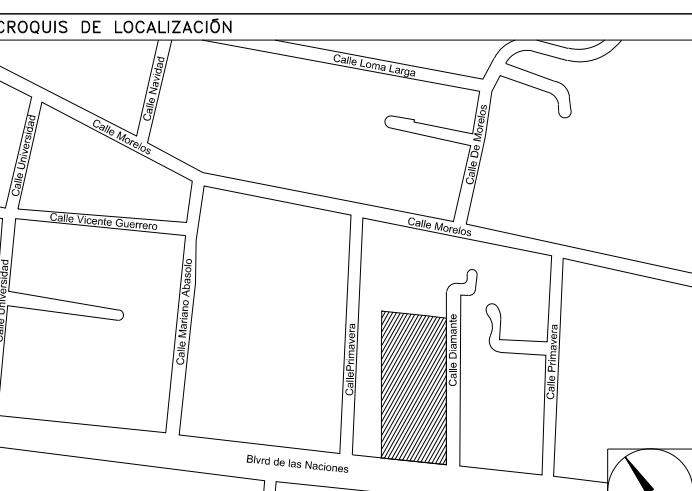 CROQUIS DE LOCALIZACIÓN
Calle Loma Larga
Calle Navidad
Calle Morelos
Calle De Morelos
Calle Universidad
Calle Vicente Guerrero
Calle Morelos
Calle Universidad
Calle Mariano Abasolo
CallePrimavera
Calle Diamante
Calle Primavera
Blvrd de las Naciones